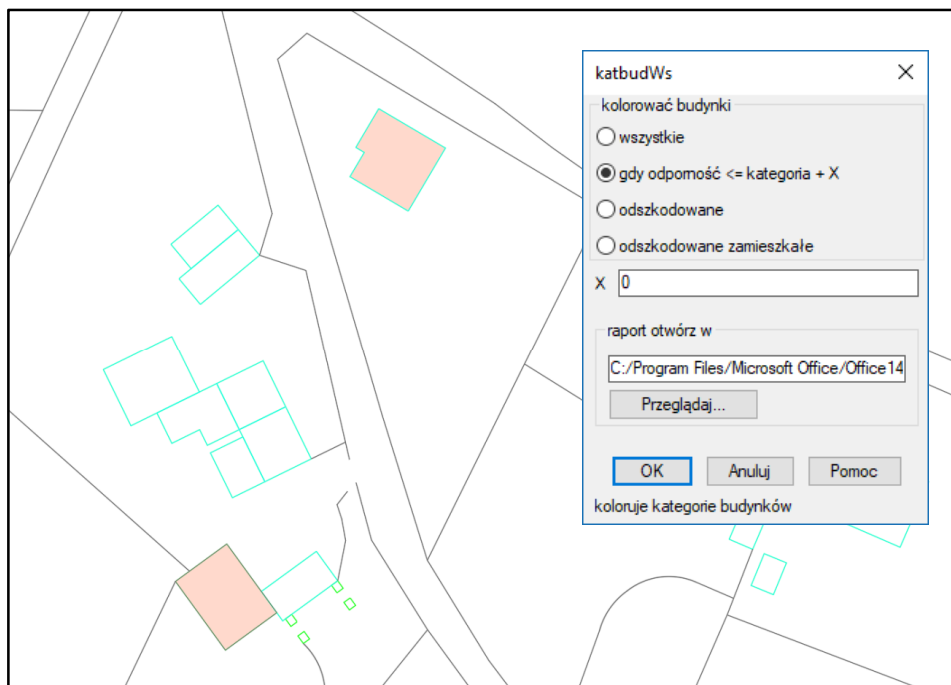 katbudWs
kolorować budynki
wszystkie
gdy odporność <= kategoria + X
odszkodowane
odszkodowane zamieszkałe
X 0
raport otwórz w
C:/Program Files/Microsoft Office/Office14
Przeglądaj...
OK Anuluj Pomoc
koloruje kategorie budynków